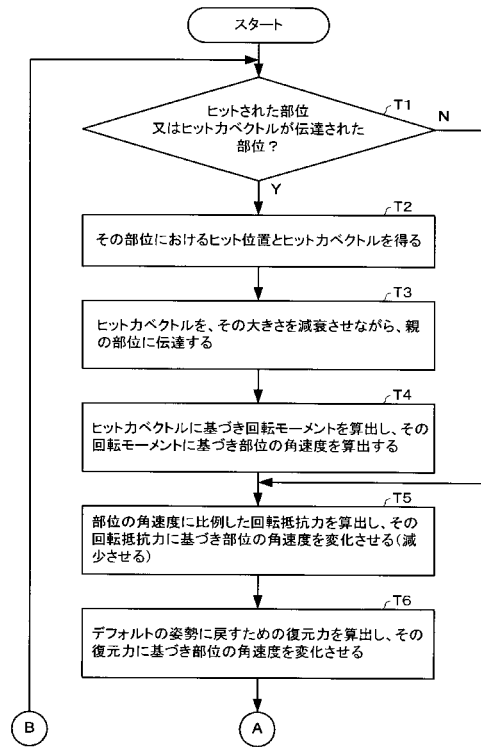 スタート
T1
ヒットされた部位
又はヒット力ベクトルが伝達された
部位？
N
Y
T2
その部位におけるヒット位置とヒット力ベクトルを得る
T3
ヒット力ベクトルを、その大きさを減衰させながら、親
の部位に伝達する
T4
ヒット力ベクトルに基づき回転モーメントを算出し、その
回転モーメントに基づき部位の角速度を算出する
T5
部位の角速度に比例した回転抵抗力を算出し、その
回転抵抗力に基づき部位の角速度を変化させる(減
少させる)
T6
デフォルトの姿勢に戻すための復元力を算出し、その
復元力に基づき部位の角速度を変化させる
B
A